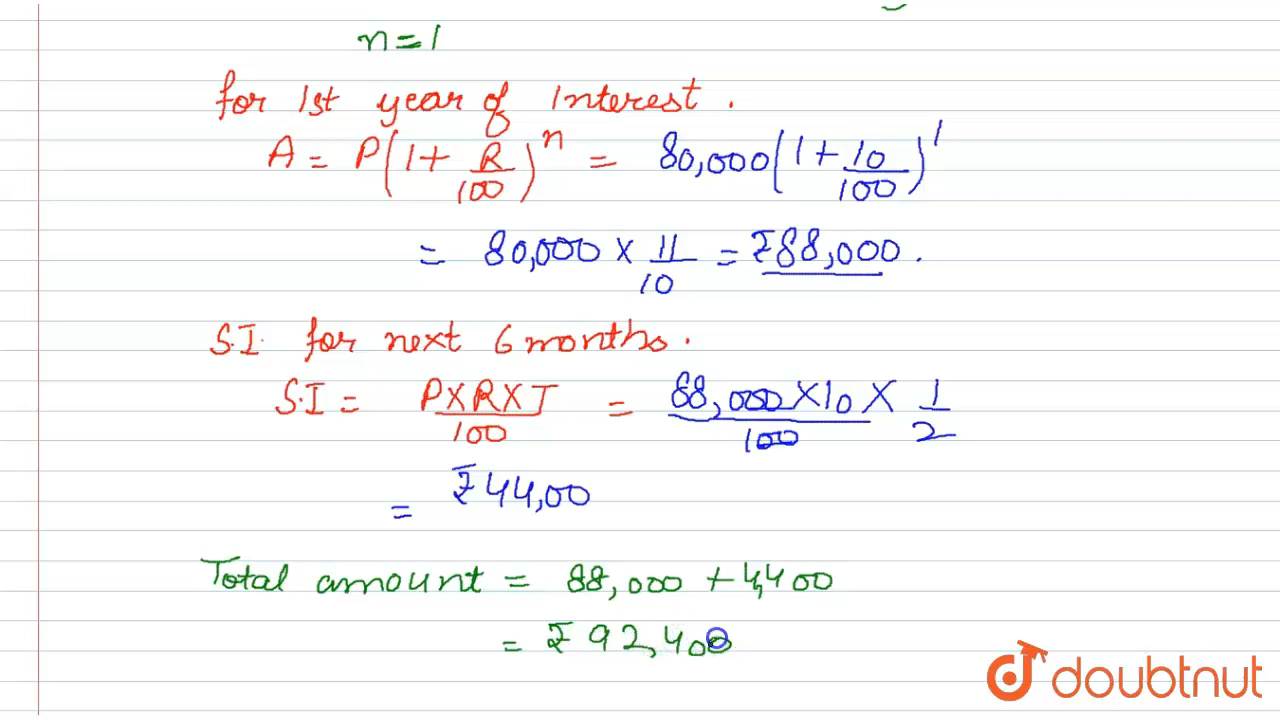 n=1
for 1st year of Interest.
A = P(1+ R/100)^n = 80,000(1+10/100)^1
= 80,000 × 11/10 = ₹88,000.
S.I. for next 6 months.
S.I = P×R×T/100 = 88,000×10/100 × 1/2
= ₹44,00
Total amount = 88,000 + 4,400
= ₹92,400
doubtnut